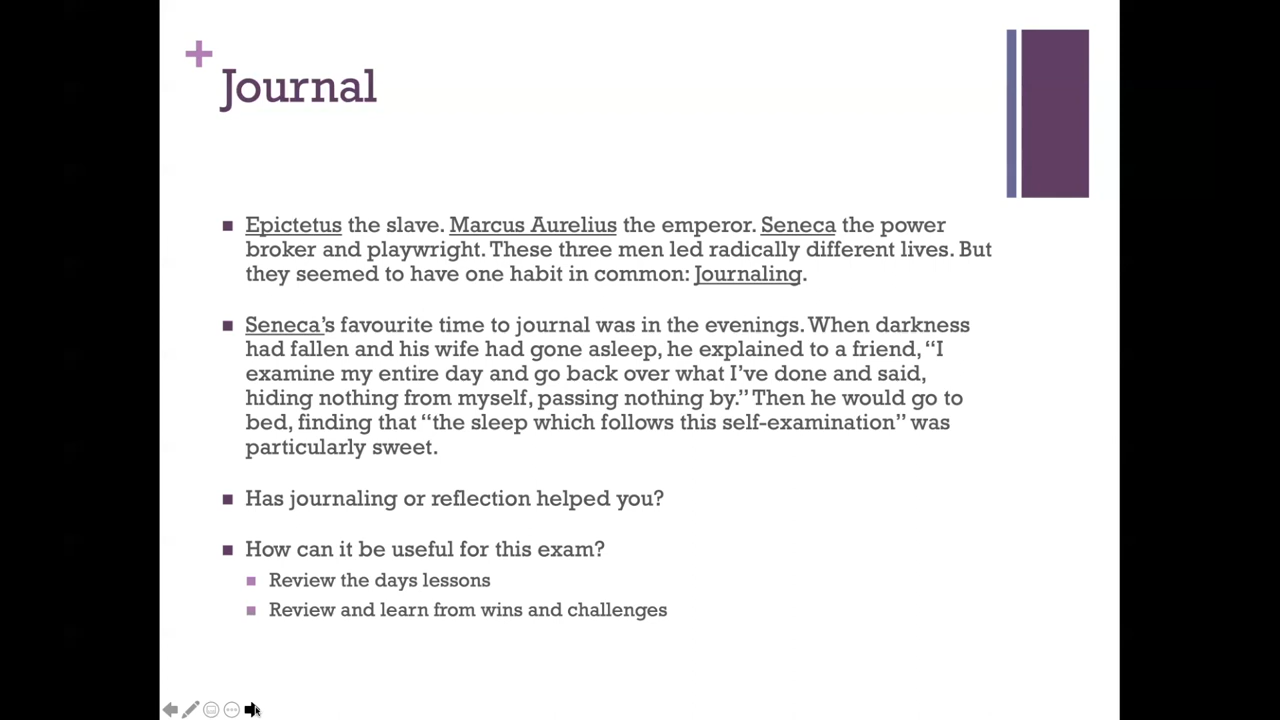 Journal
Epictetus the slave. Marcus Aurelius the emperor. Seneca the power
broker and playwright. These three men led radically different lives. But
they seemed to have one habit in common: Journaling.
Seneca's favourite time to journal was in the evenings. When darkness
had fallen and his wife had gone asleep, he explained to a friend, “I
examine my entire day and go back over what I've done and said,
hiding nothing from myself, passing nothing by.” Then he would go to
bed, finding that “the sleep which follows this self-examination” was
particularly sweet.
Has journaling or reflection helped you?
How can it be useful for this exam?
Review the days lessons
Review and learn from wins and challenges